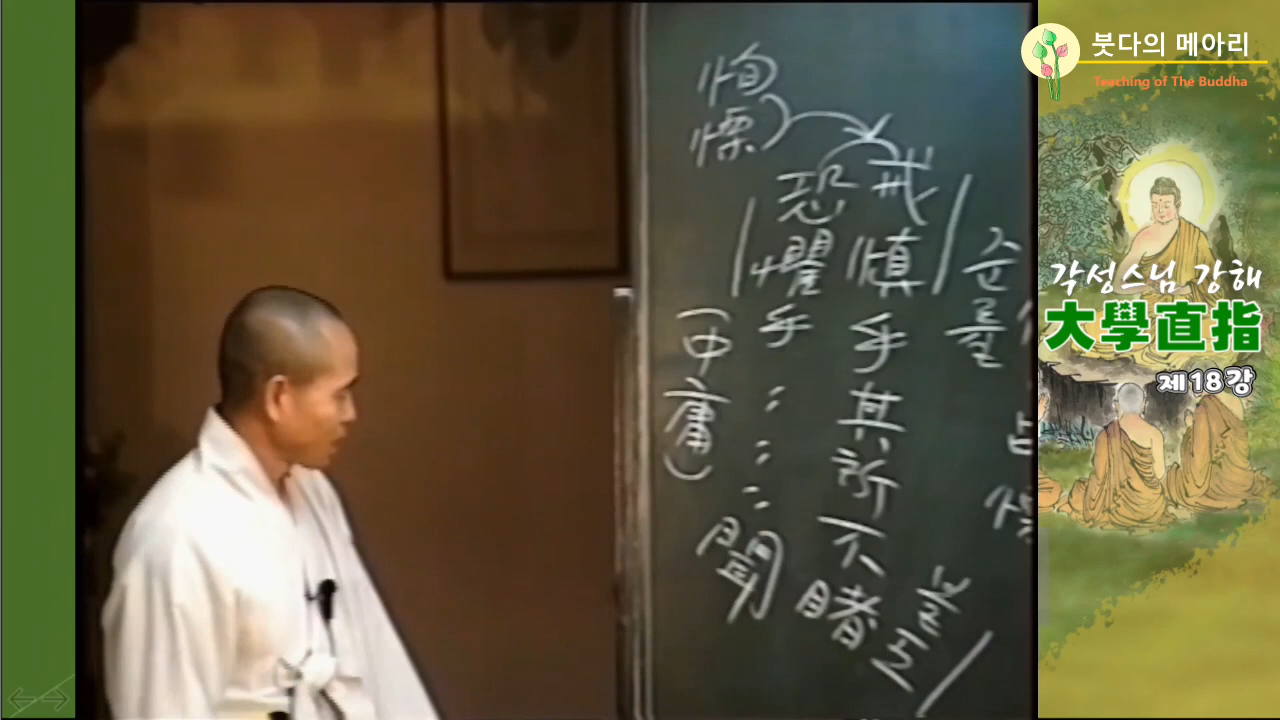 붓다의 메아리
Teaching of The Buddha
각성스님 강해
大學直指
제18강
恂
慄
戒愼乎其所不睹
恐懼乎〃〃〃聞
(中庸)
준률